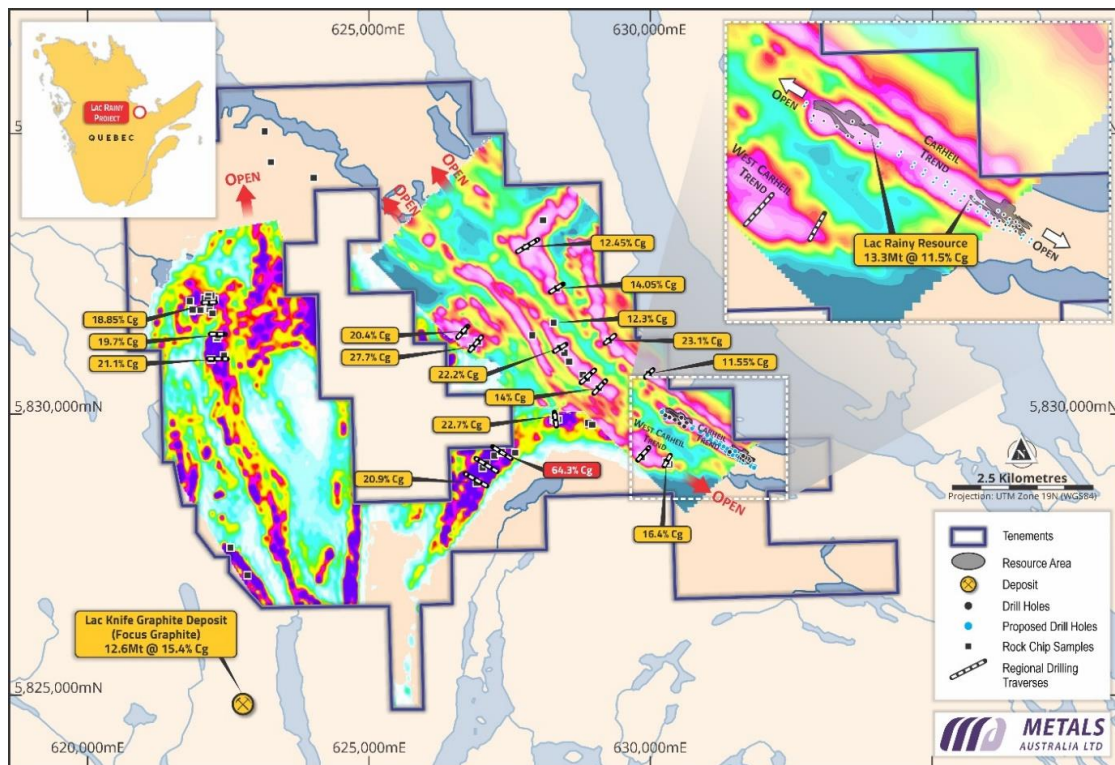 625,000mE
630,000mE
LAC RAINY
PROJECT
QUEBEC
OPEN
OPEN
OPEN
OPEN
CARHEIL
TREND
WEST CARHEIL
TREND
OPEN
Lac Rainy Resource
13.3Mt @ 11.5% Cg
12.45% Cg
14.05% Cg
12.3% Cg
23.1% Cg
11.55% Cg
18.85% Cg
19.7% Cg
21.1% Cg
20.4% Cg
27.7% Cg
22.2% Cg
14% Cg
22.7% Cg
64.3% Cg
20.9% Cg
16.4% Cg
WEST CARHEIL
TREND
CARHEIL
TREND
OPEN
5,830,000mN
5,830,000mN
N
2.5 Kilometres
Projection: UTM Zone 19N (WGS84)
Tenements
Resource Area
Deposit
Drill Holes
Proposed Drill Holes
Rock Chip Samples
Regional Drilling
Traverses
Lac Knife Graphite Deposit
(Focus Graphite)
12.6Mt @ 15.4% Cg
5,825,000mN
620,000mE
625,000mE
630,000mE
METALS
AUSTRALIA LTD